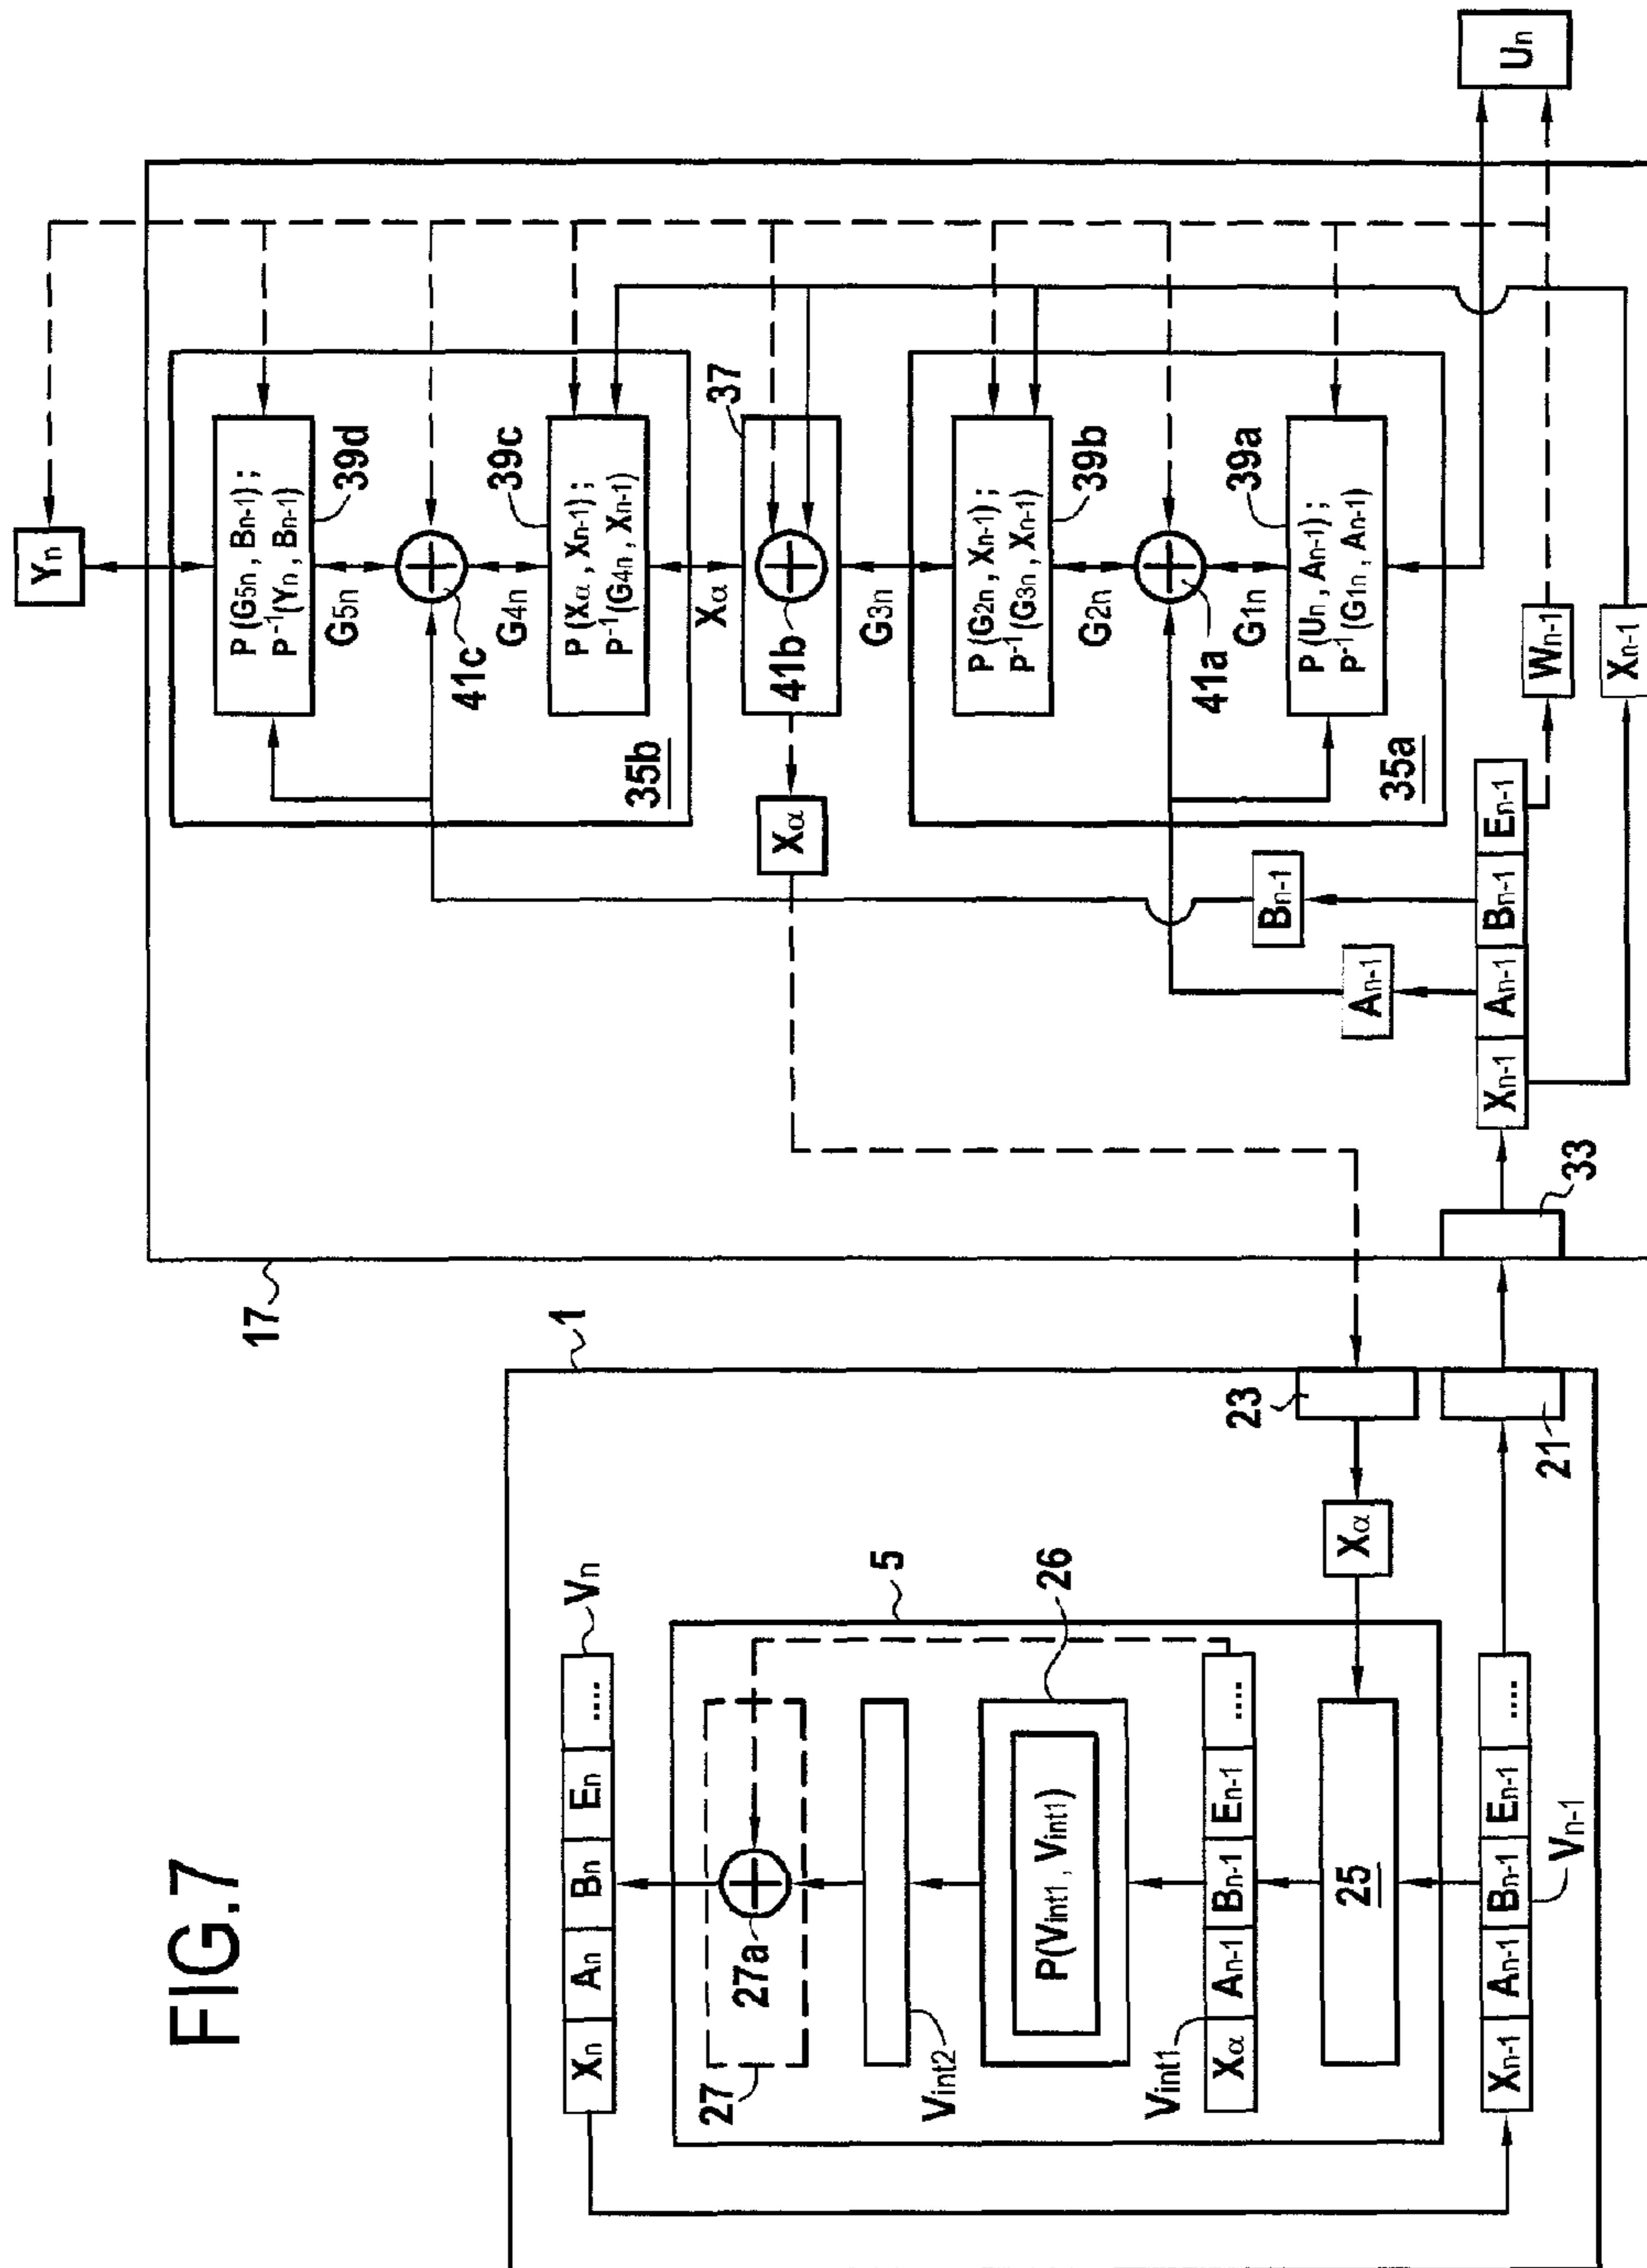 FIG.7
Yn
P (G5n , Bn-1) ;
P-1(Yn , Bn-1)
39d
G5n
41c
G4n
P (Xα , Xn-1) ;
P-1(G4n , Xn-1)
39c
35b
Xα
37
41b
Xα
G3n
P (G2n , Xn-1) ;
P-1(G3n , Xn-1)
39b
G2n
41a
G1n
P (Un , An-1) ;
P-1(G1n , An-1)
39a
35a
Un
Bn-1
An-1
Wn-1
Xn-1
Xn-1 An-1 Bn-1 En-1
33
17
1
23
21
Xα
Vn
Xn An Bn En ....
5
27
27a
Vint2
26
P(Vint1 , Vint1)
Vint1
Xα An-1 Bn-1 En-1 ....
25
Xn-1 An-1 Bn-1 En-1 ....
Vn-1